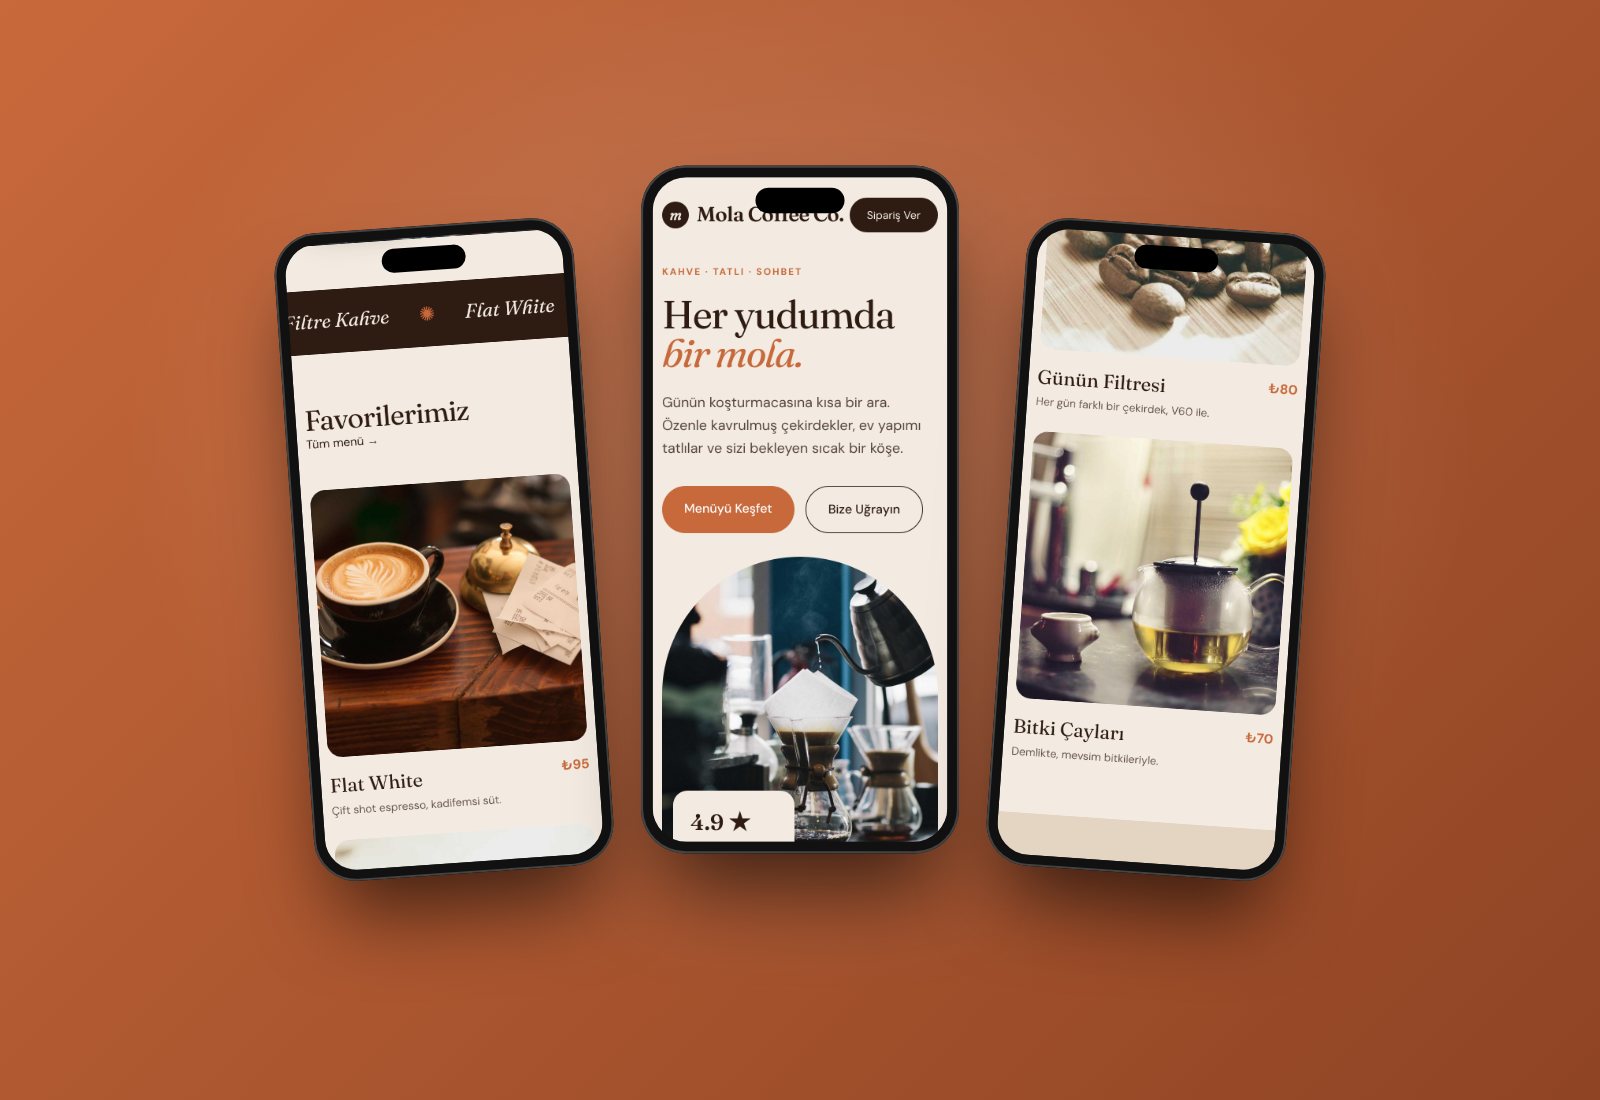 Filtre Kahve ✺ Flat White
Favorilerimiz
Tüm menü →
Flat White ₺95
Çift shot espresso, kadifemsi süt.
m Mola Coffee Co. Sipariş Ver
KAHVE · TATLI · SOHBET
Her yudumda
bir mola.
Günün koşturmacasına kısa bir ara.
Özenle kavrulmuş çekirdekler, ev yapımı
tatlılar ve sizi bekleyen sıcak bir köşe.
Menüyü Keşfet Bize Uğrayın
4.9 ★
Günün Filtresi ₺80
Her gün farklı bir çekirdek, V60 ile.
Bitki Çayları ₺70
Demlikte, mevsim bitkileriyle.